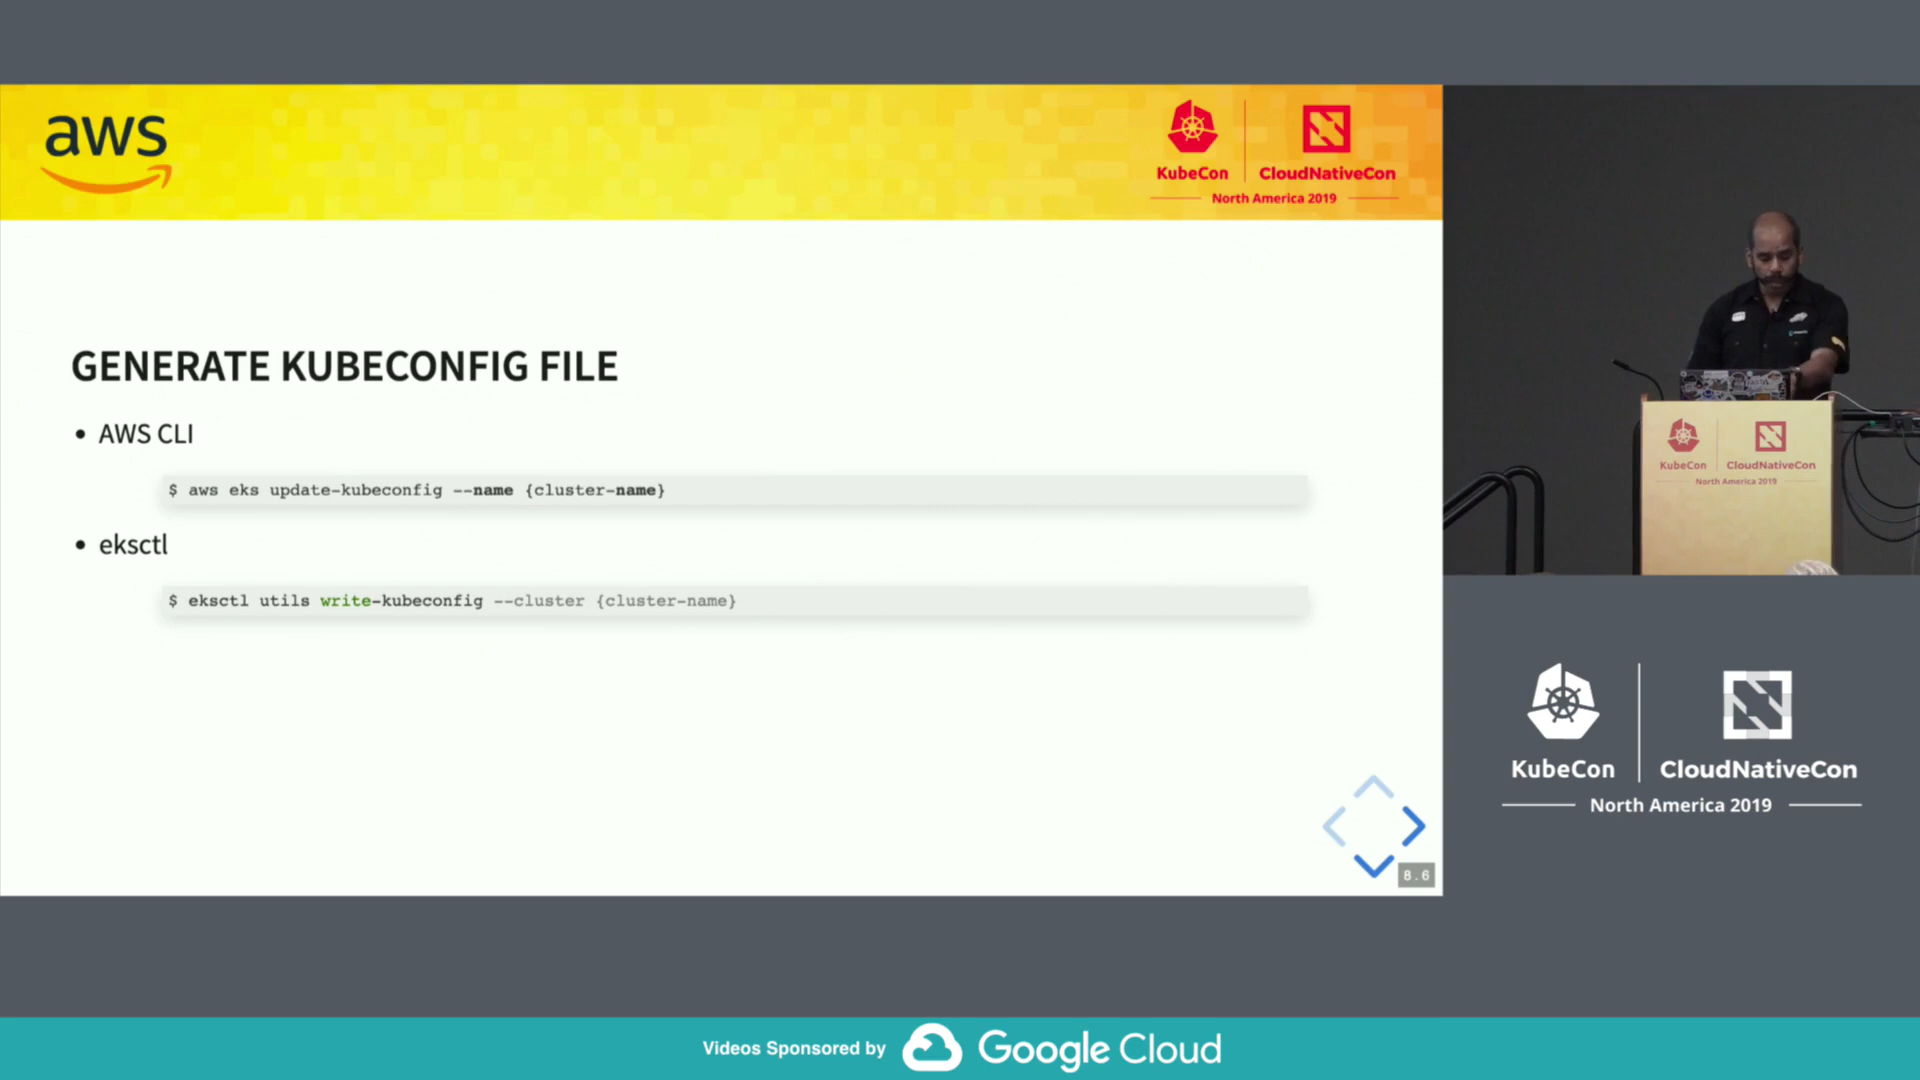 aws
KubeCon
CloudNativeCon
North America 2019
GENERATE KUBECONFIG FILE
• AWS CLI
$ aws eks update-kubeconfig --name {cluster-name}
• eksctl
$ eksctl utils write-kubeconfig --cluster {cluster-name}
8.6
KubeCon
CloudNativeCon
North America 2019
KubeCon
CloudNativeCon
North America 2019
Videos Sponsored by
Google Cloud